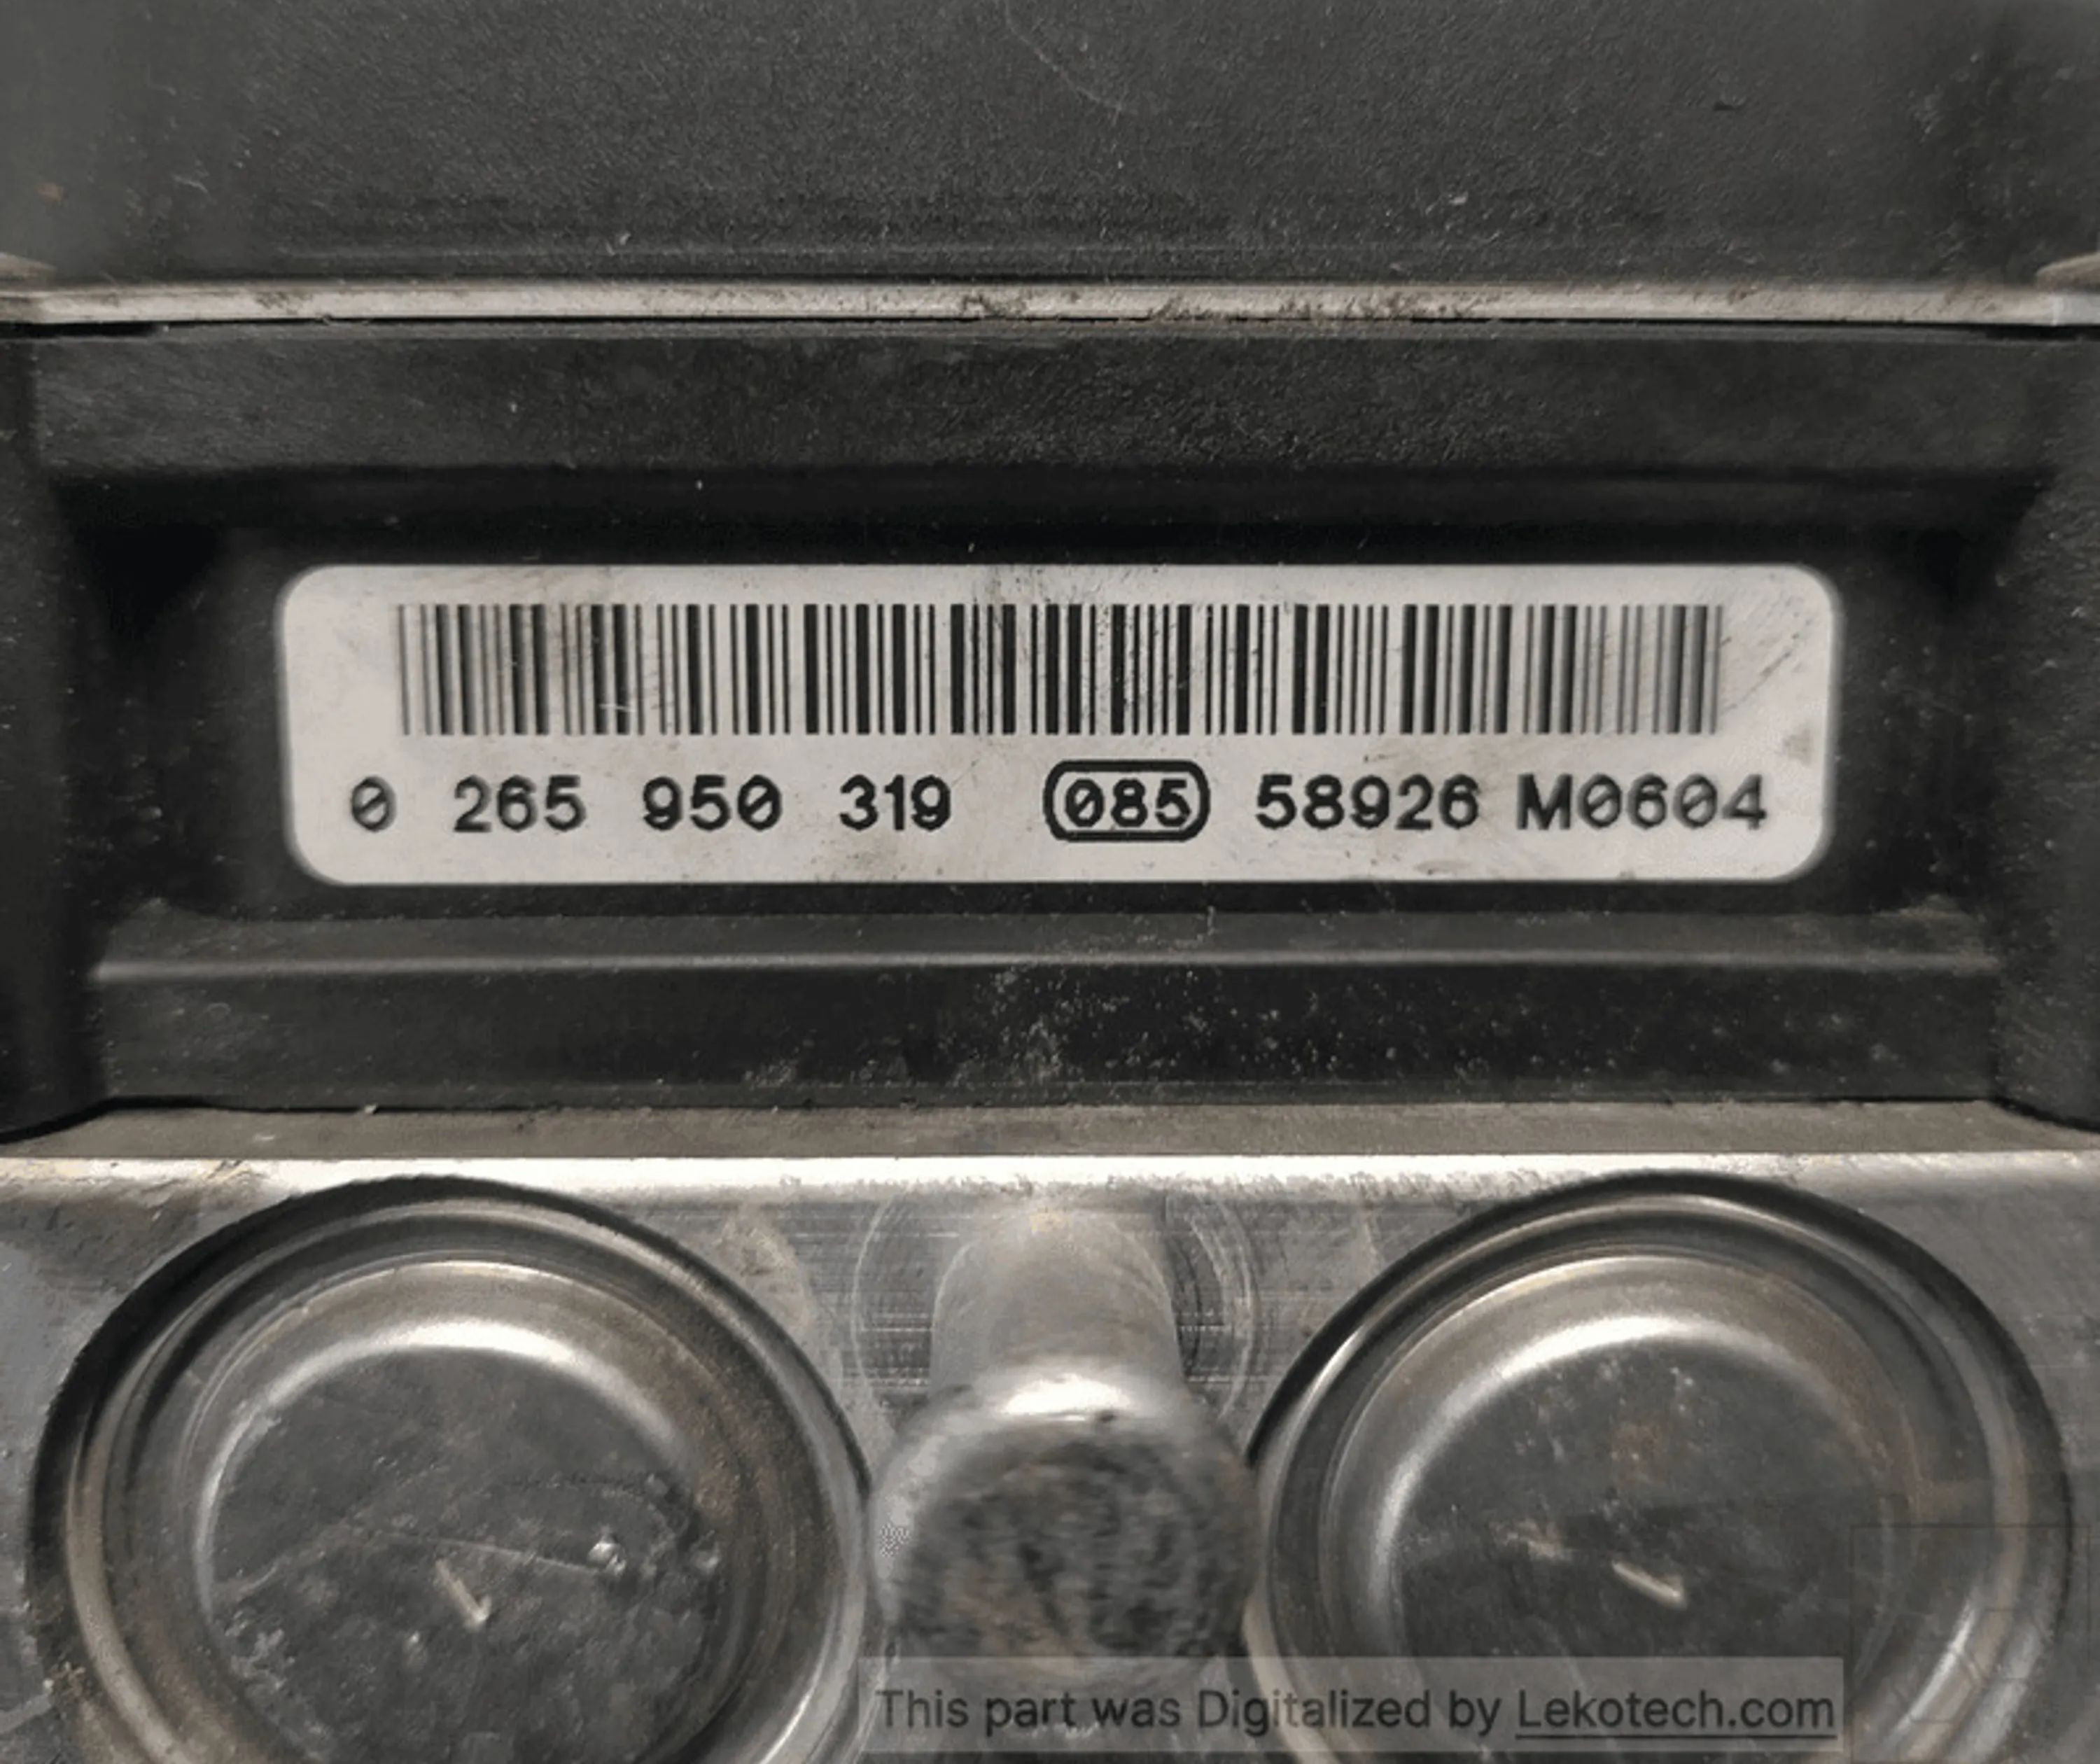 0 265 950 319 085 58926 M0604
This part was Digitalized by Lekotech.com